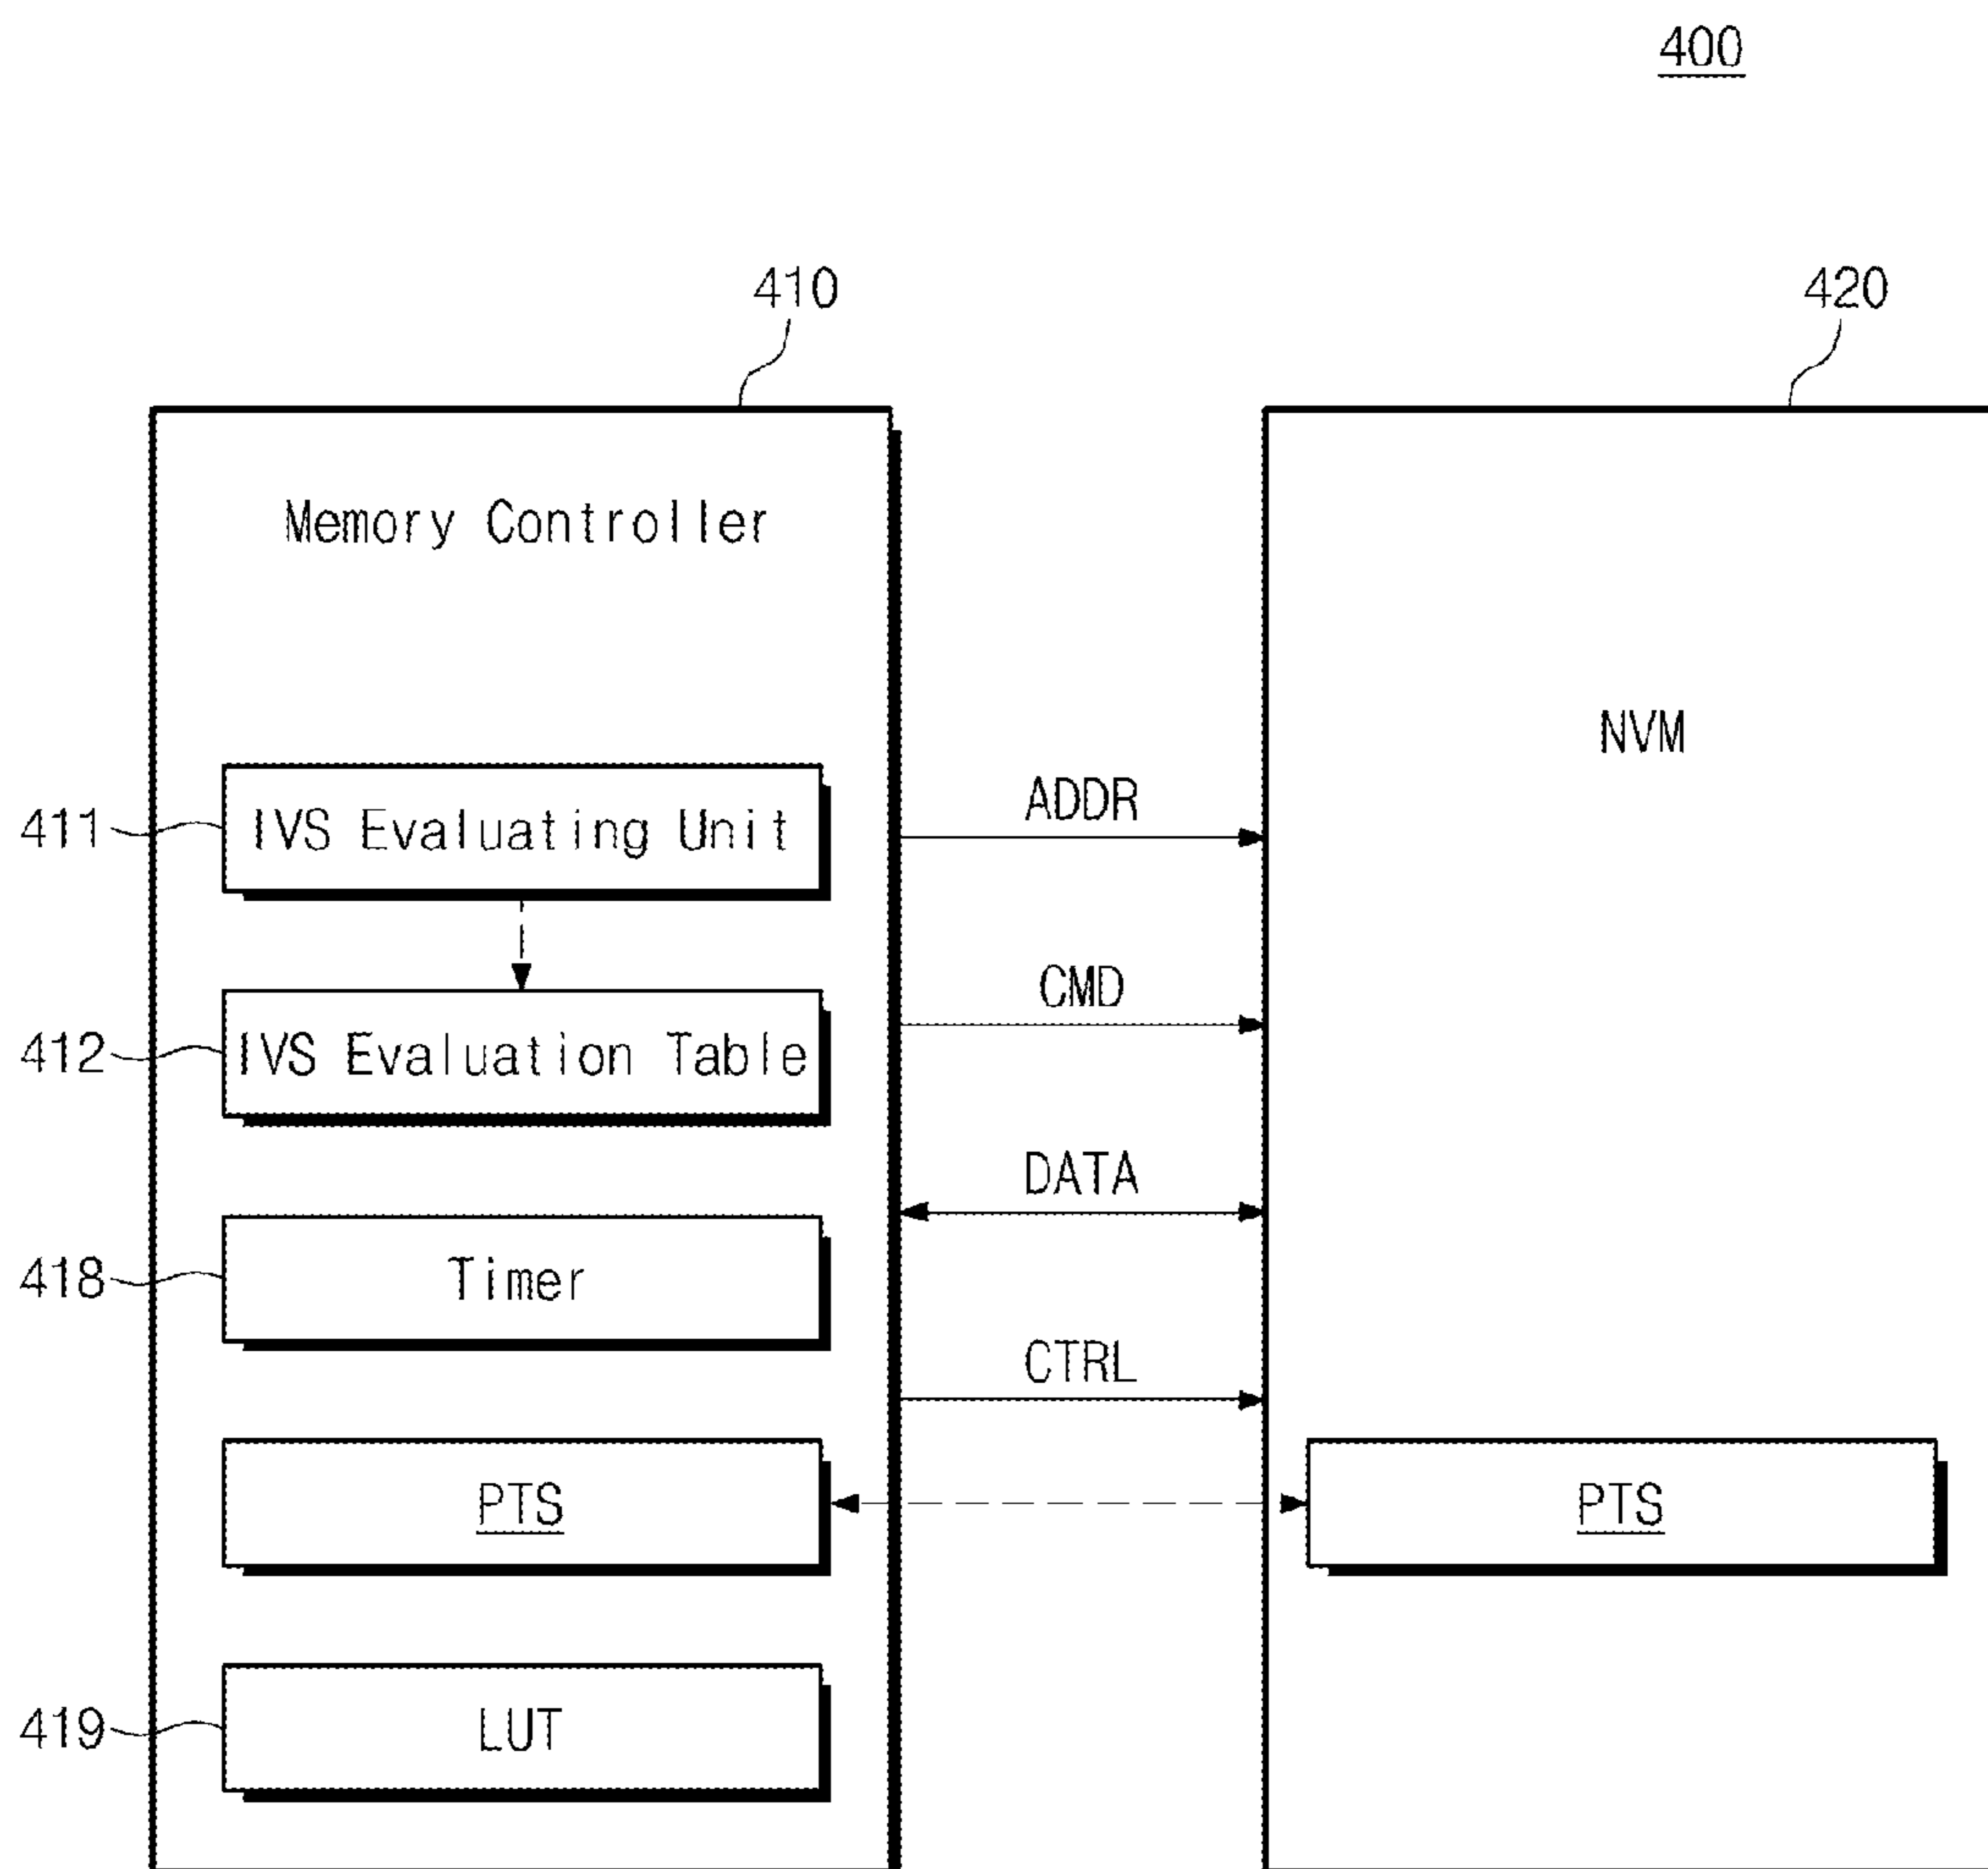 400
410
420
Memory Controller
NVM
411
IVS Evaluating Unit
ADDR
CMD
412
IVS Evaluation Table
DATA
418
Timer
CTRL
PTS
PTS
419
LUT